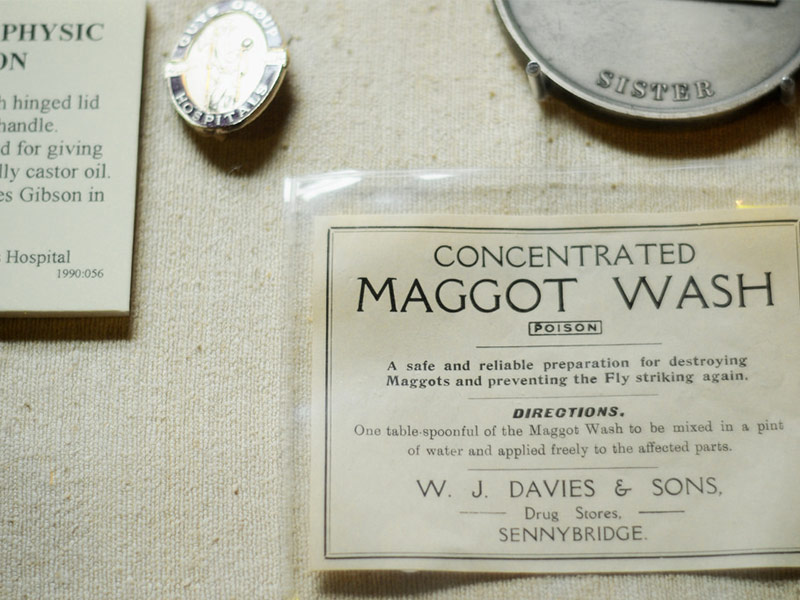 PHYSIC
ON
h hinged lid
handle.
d for giving
lly castor oil.
es Gibson in
Hospital
1990:056
GUYS GROUP
HOSPITALS
SISTER
CONCENTRATED
MAGGOT WASH
POISON
A safe and reliable preparation for destroying
Maggots and preventing the Fly striking again.
DIRECTIONS.
One table-spoonful of the Maggot Wash to be mixed in a pint
of water and applied freely to the affected parts.
W. J. DAVIES & SONS,
Drug Stores,
SENNYBRIDGE.